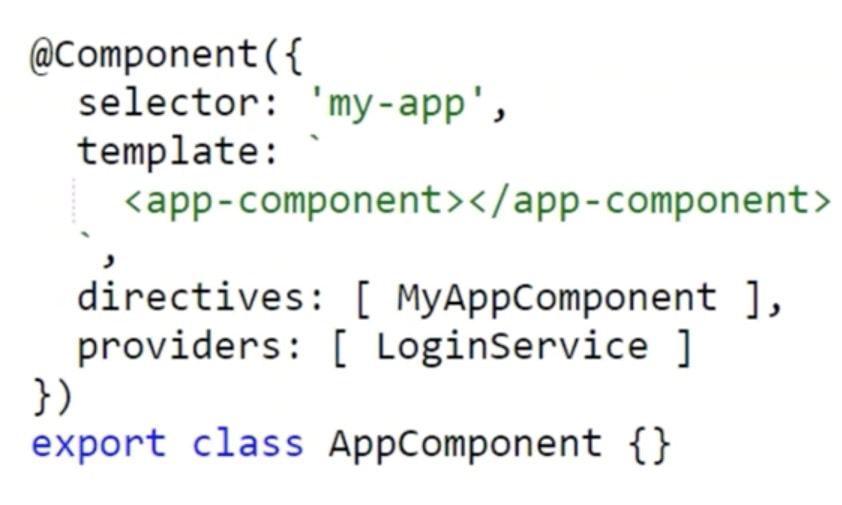 @Component({
  selector: 'my-app',
  template: `
    <app-component></app-component>
  `,
  directives: [ MyAppComponent ],
  providers: [ LoginService ]
})
export class AppComponent {}